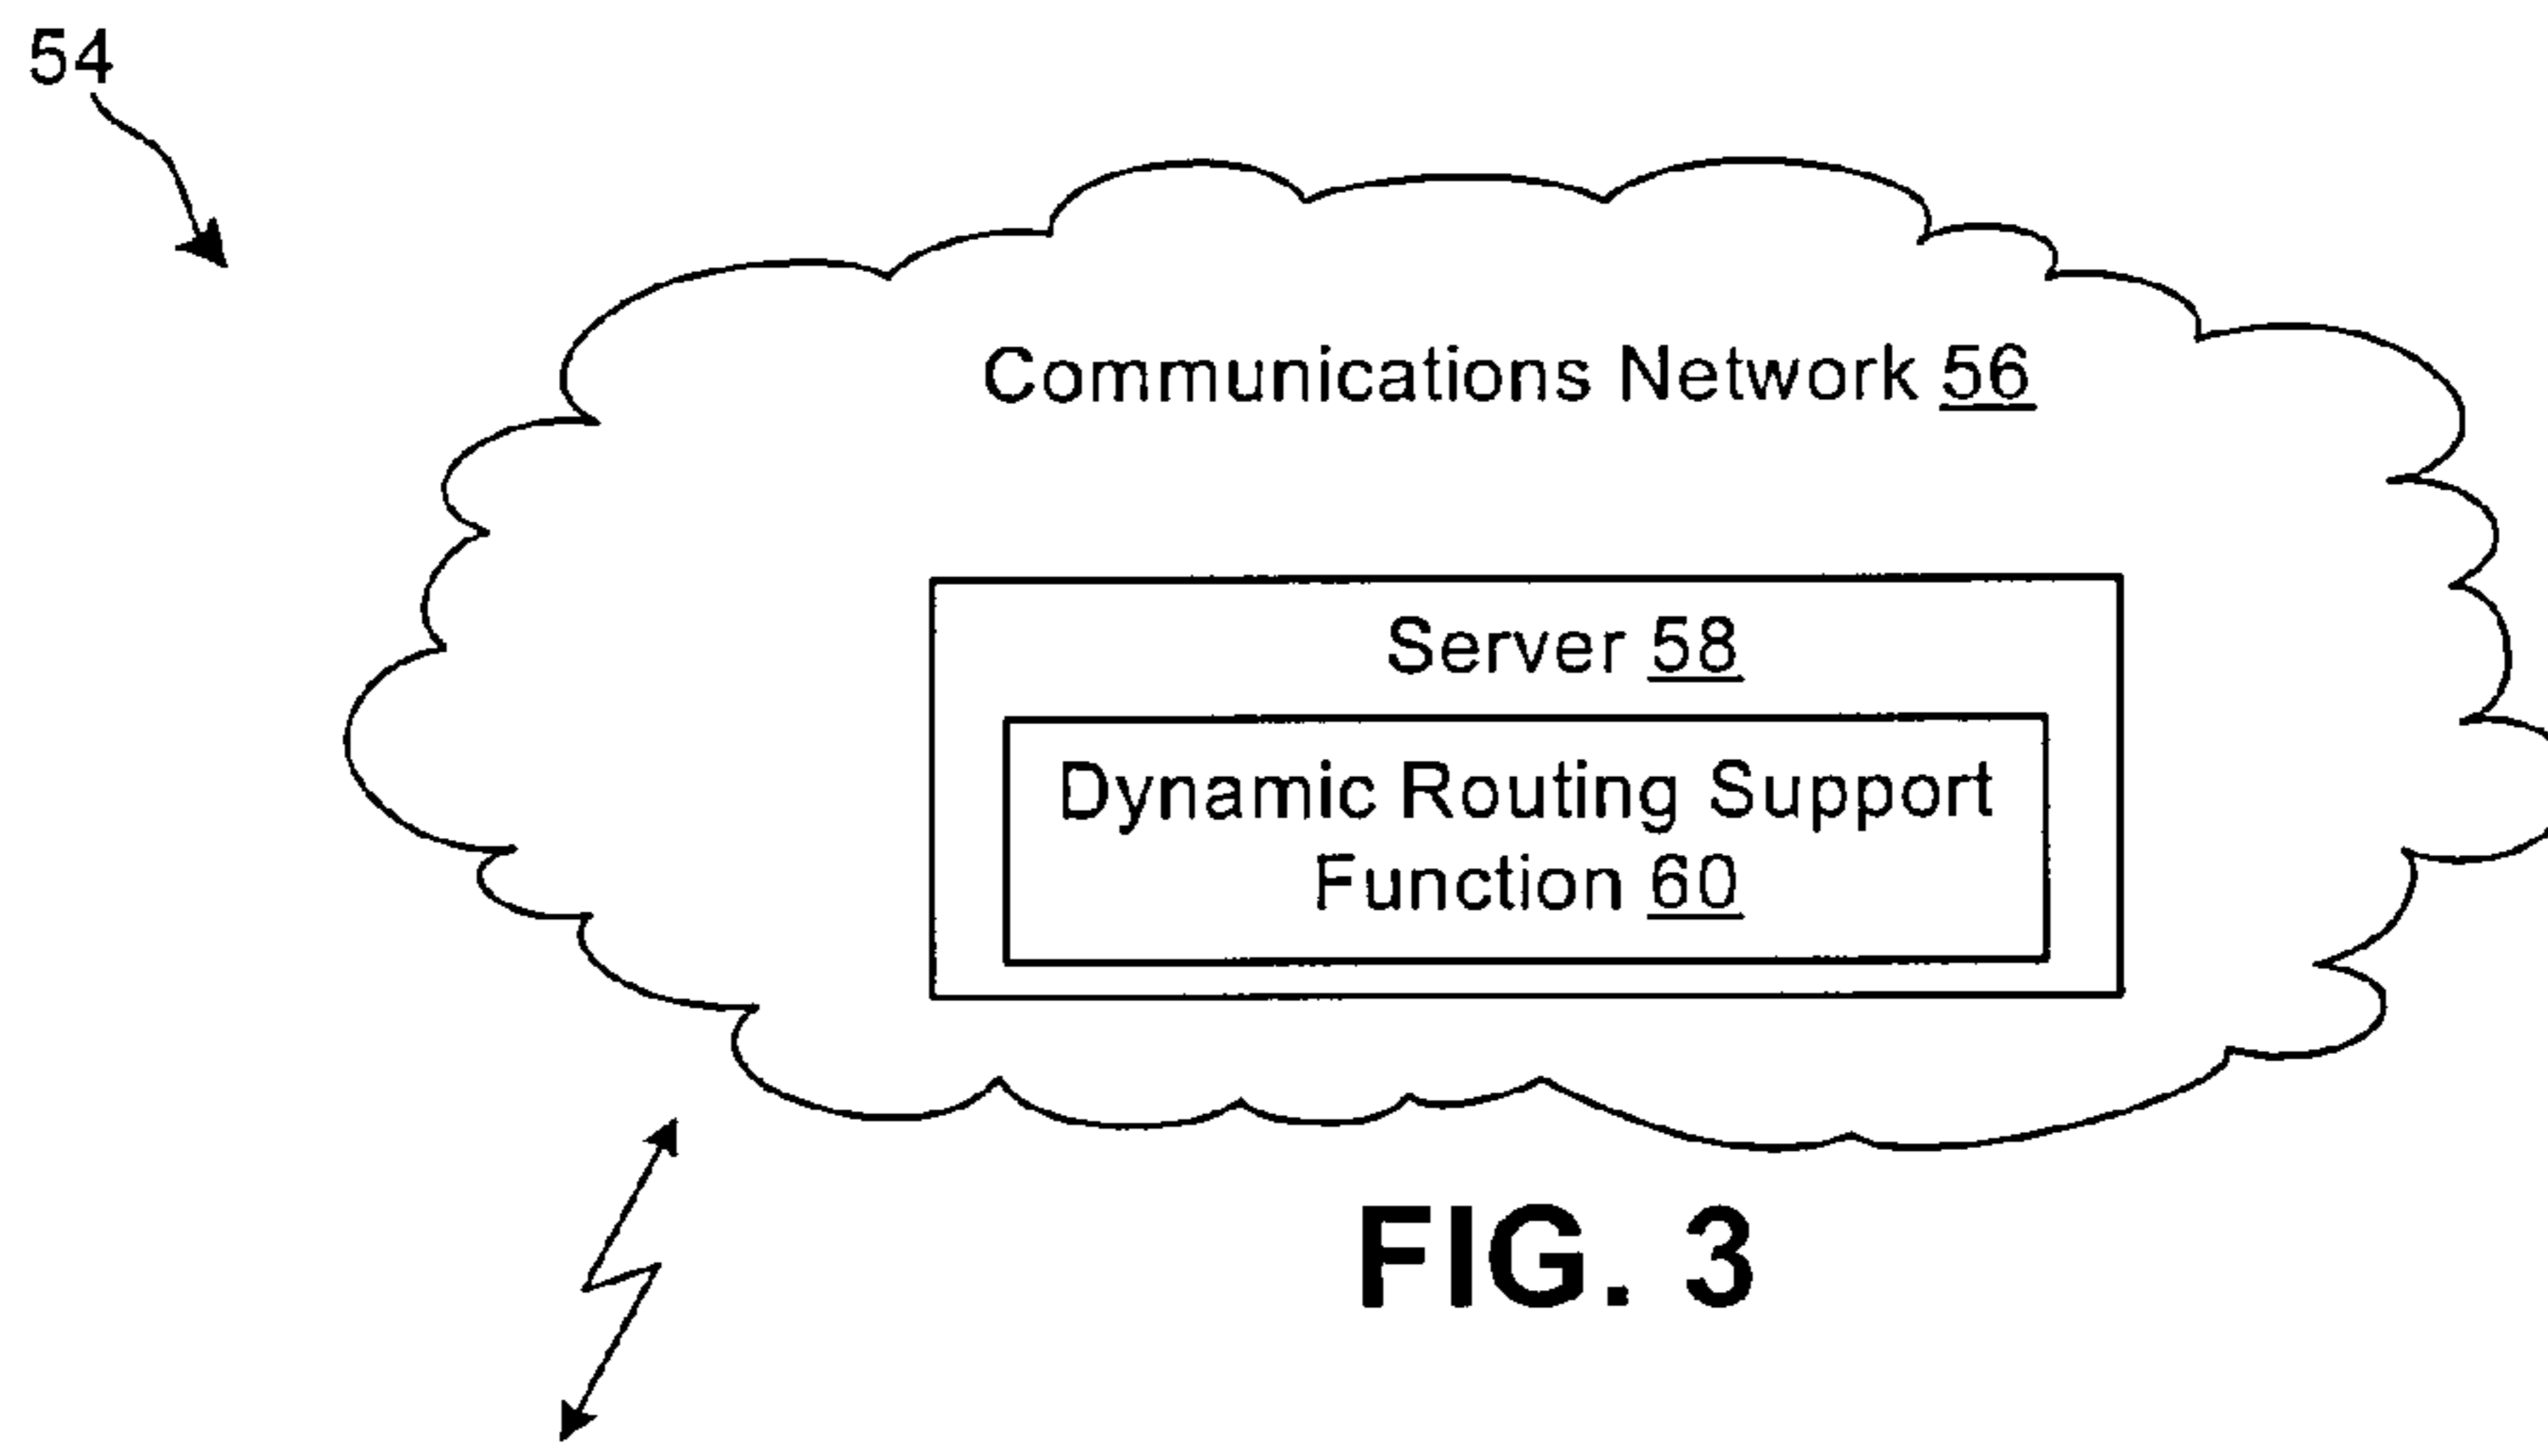 54
Communications Network 56
Server 58
Dynamic Routing Support
Function 60
FIG. 3